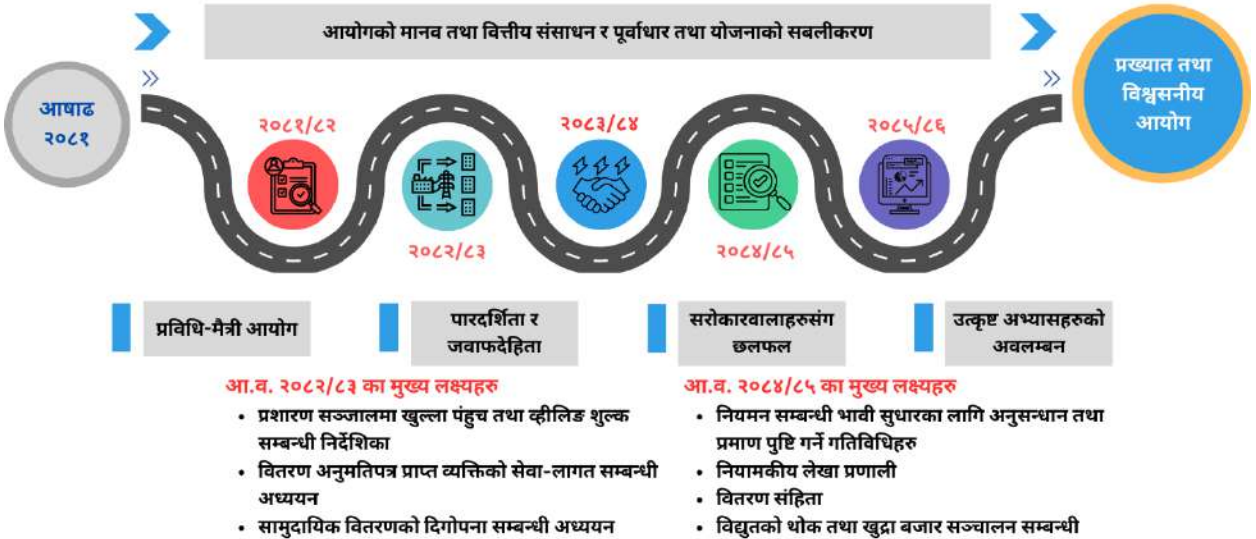 आयोगको मानव तथा वित्तीय संसाधन र पूर्वाधार तथा योजनाको सबलीकरण
आषाढ
२०८१
प्रख्यात तथा
विश्वसनीय
आयोग
२०८१/८२
२०८३/८४
२०८५/८६
२०८२/८३
२०८४/८५
प्रविधि-मैत्री आयोग
पारदर्शिता र
जवाफदेहिता
सरोकारवालाहरुसंग
छलफल
उत्कृष्ट अभ्यासहरुको
अवलम्बन
आ.व. २०८२/८३ का मुख्य लक्ष्यहरु
• प्रशारण सञ्जालमा खुल्ला पंहुच तथा व्हीलिङ शुल्क
सम्बन्धी निर्देशिका
• वितरण अनुमतिपत्र प्राप्त व्यक्तिको सेवा-लागत सम्बन्धी
अध्ययन
• सामुदायिक वितरणको दिगोपना सम्बन्धी अध्ययन
आ.व. २०८४/८५ का मुख्य लक्ष्यहरु
• नियमन सम्बन्धी भावी सुधारका लागि अनुसन्धान तथा
प्रमाण पुष्टि गर्ने गतिविधिहरु
• नियामकीय लेखा प्रणाली
• वितरण संहिता
• विद्युतको थोक तथा खुद्रा बजार सञ्चालन सम्बन्धी